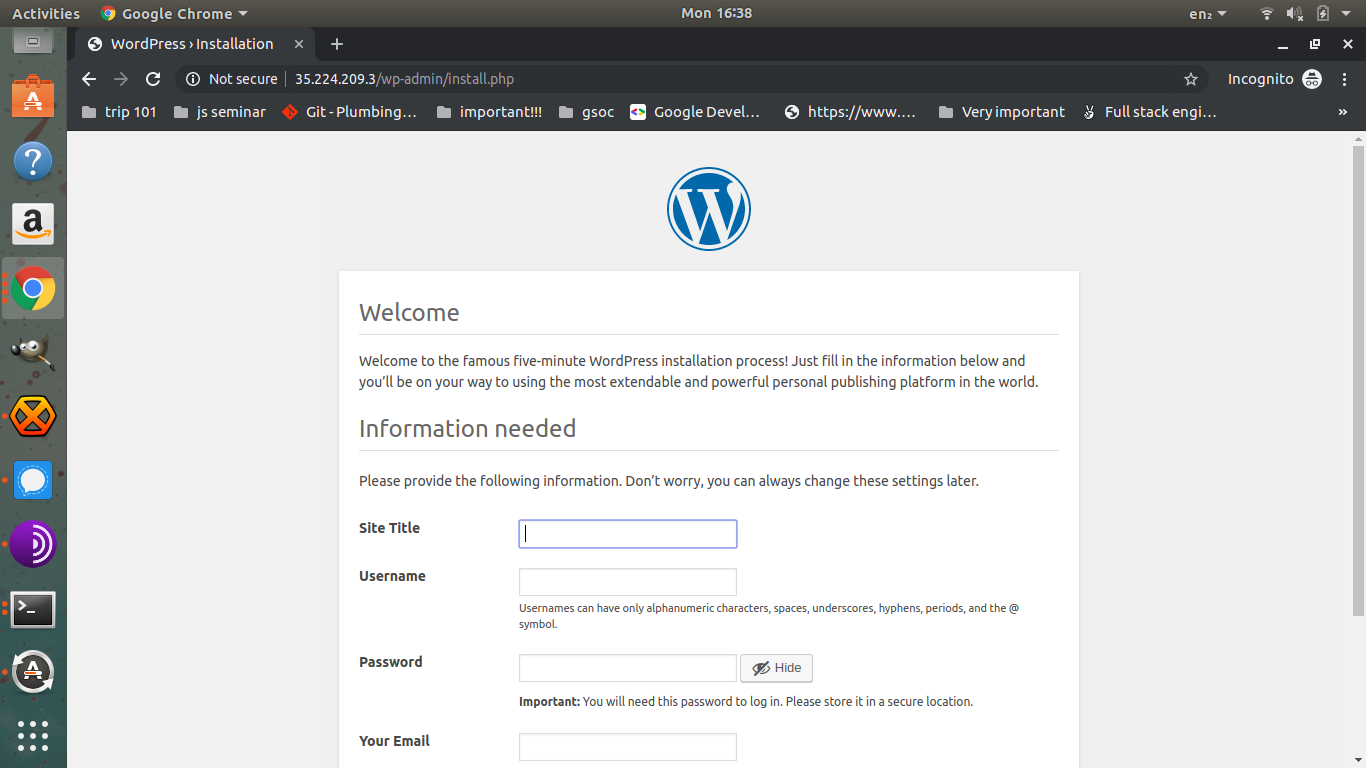 Activities Google Chrome Mon 16:38 en₂
WordPress › Installation
Not secure 35.224.209.3/wp-admin/install.php Incognito
trip 101 js seminar Git - Plumbing… important!!! gsoc Google Devel… https://www.… Very important Full stack engi… »
Welcome
Welcome to the famous five-minute WordPress installation process! Just fill in the information below and
you’ll be on your way to using the most extendable and powerful personal publishing platform in the world.
Information needed
Please provide the following information. Don’t worry, you can always change these settings later.
Site Title
Username
Usernames can have only alphanumeric characters, spaces, underscores, hyphens, periods, and the @
symbol.
Password Hide
Important: You will need this password to log in. Please store it in a secure location.
Your Email